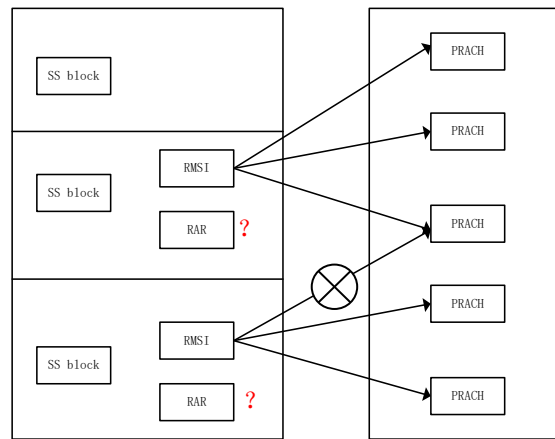 SS block
PRACH
PRACH
RMSI
SS block
RAR ?
PRACH
PRACH
RMSI
SS block
RAR ?
PRACH